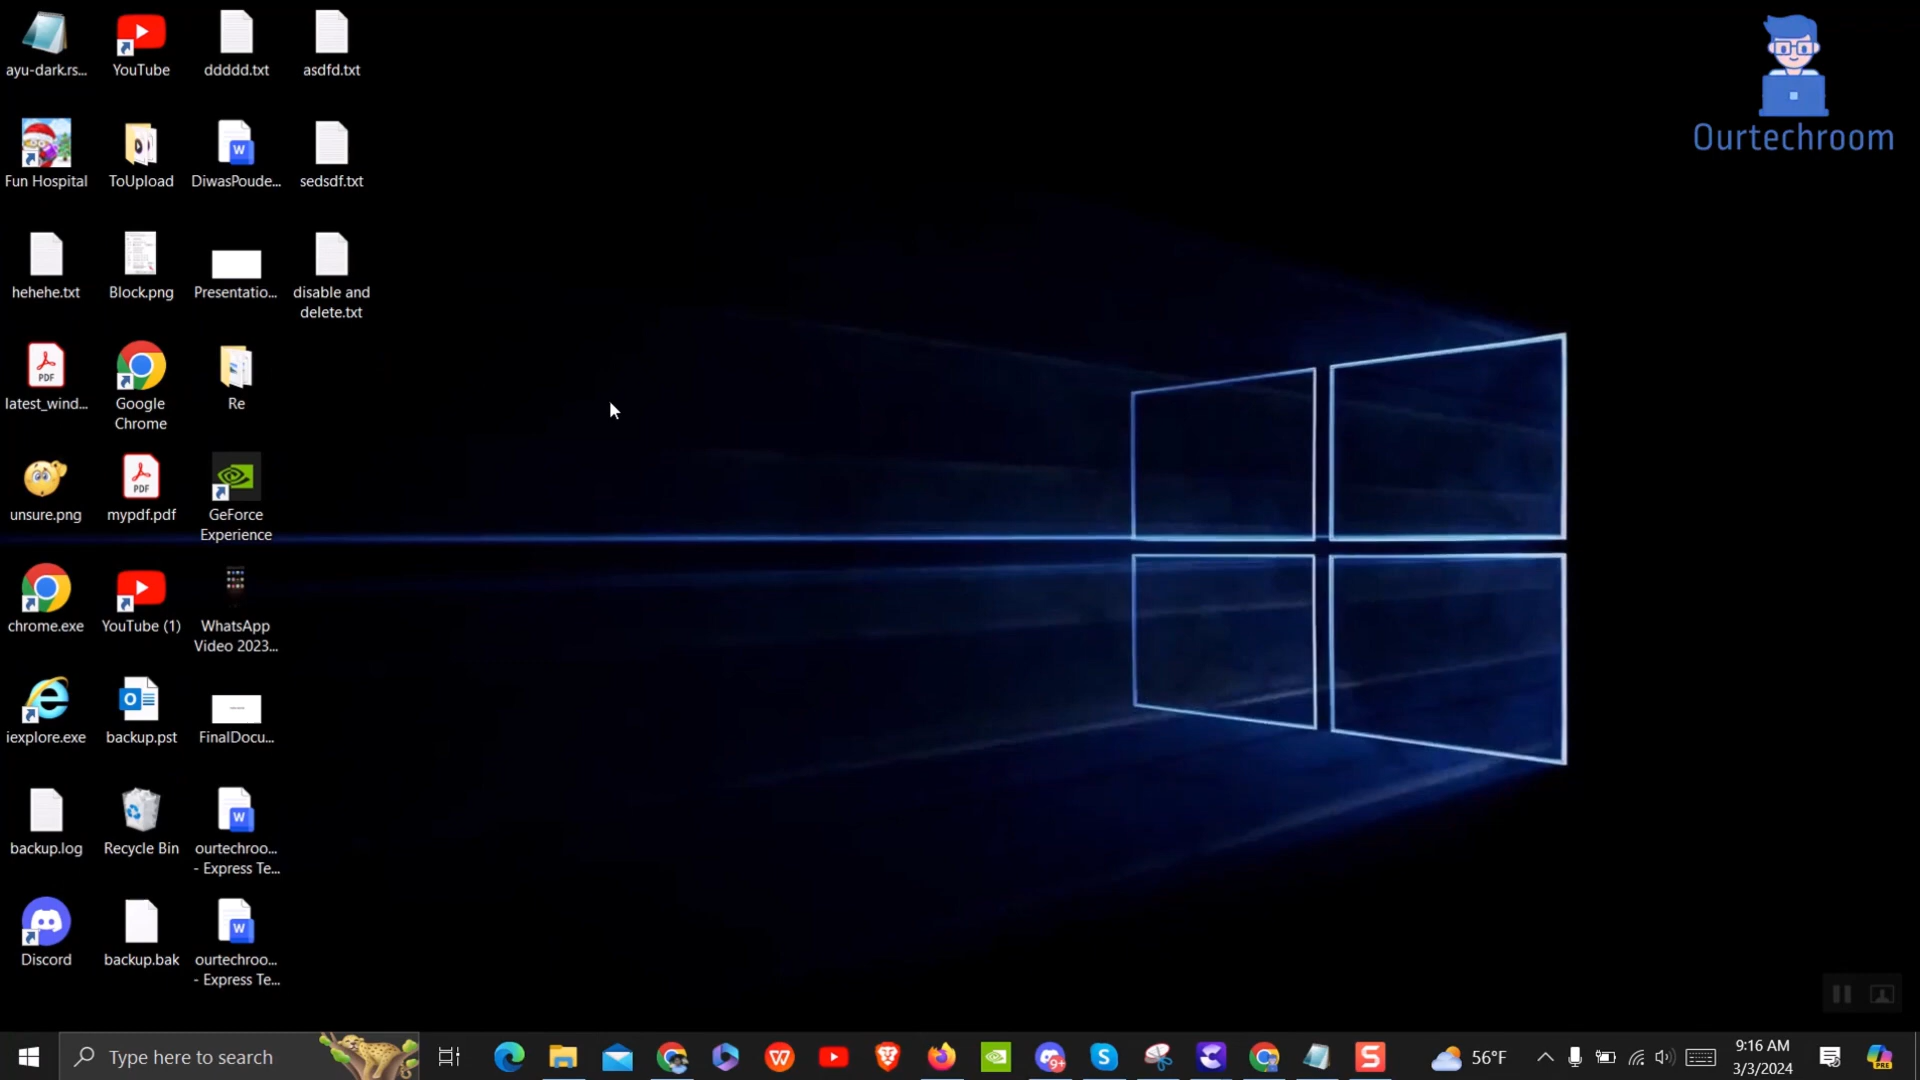 ayu-dark.rs...
YouTube
ddddd.txt
asdfd.txt
Fun Hospital
ToUpload
DiwasPoude...
sedsdf.txt
hehehe.txt
Block.png
Presentatio...
disable and
delete.txt
latest_wind...
Google
Chrome
Re
unsure.png
mypdf.pdf
GeForce
Experience
chrome.exe
YouTube (1)
WhatsApp
Video 2023...
iexplore.exe
backup.pst
FinalDocu...
backup.log
Recycle Bin
ourtechroo...
- Express Te...
Discord
backup.bak
ourtechroo...
- Express Te...
Ourtechroom
Type here to search
9+
56°F
9:16 AM
3/3/2024
PRE